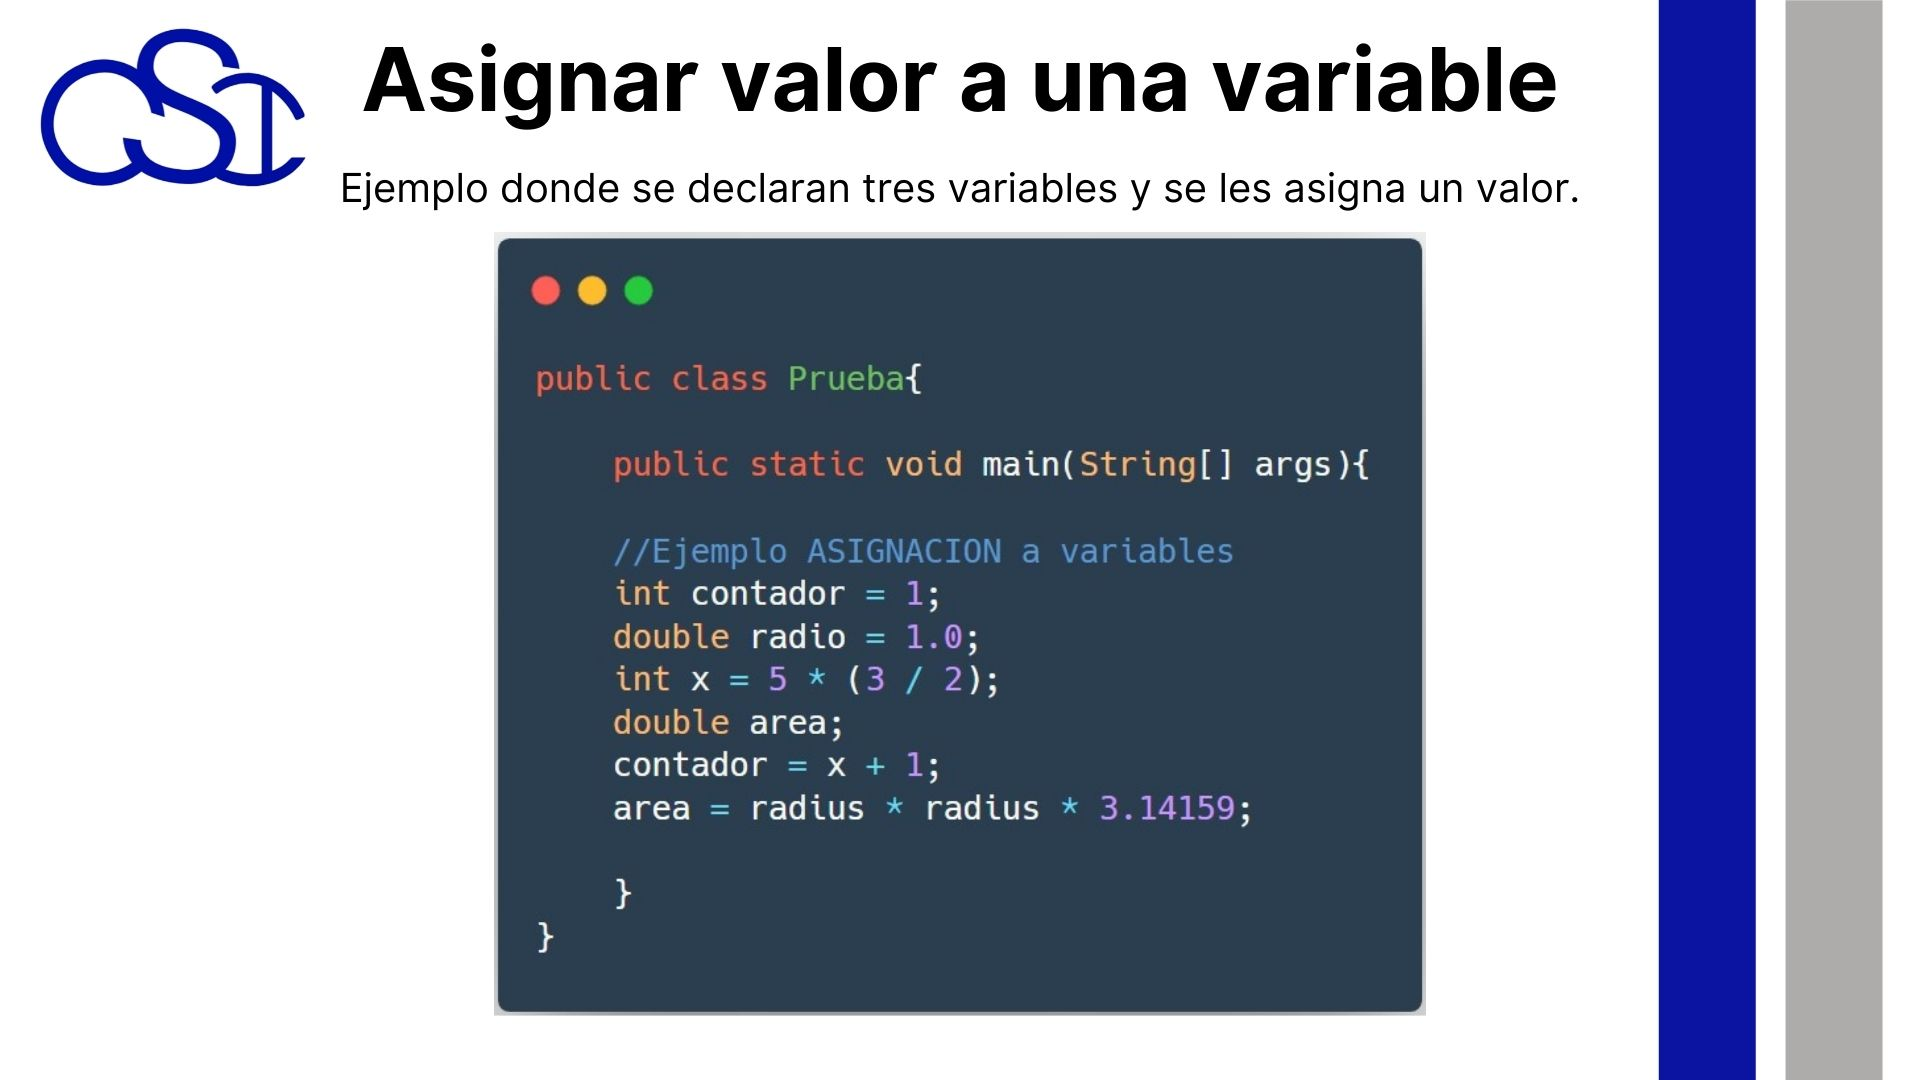 CSI
Asignar valor a una variable
Ejemplo donde se declaran tres variables y se les asigna un valor.
public class Prueba{
public static void main(String[] args){
//Ejemplo ASIGNACION a variables
int contador = 1;
double radio = 1.0;
int x = 5 * (3 / 2);
double area;
contador = x + 1;
area = radius * radius * 3.14159;
}
}